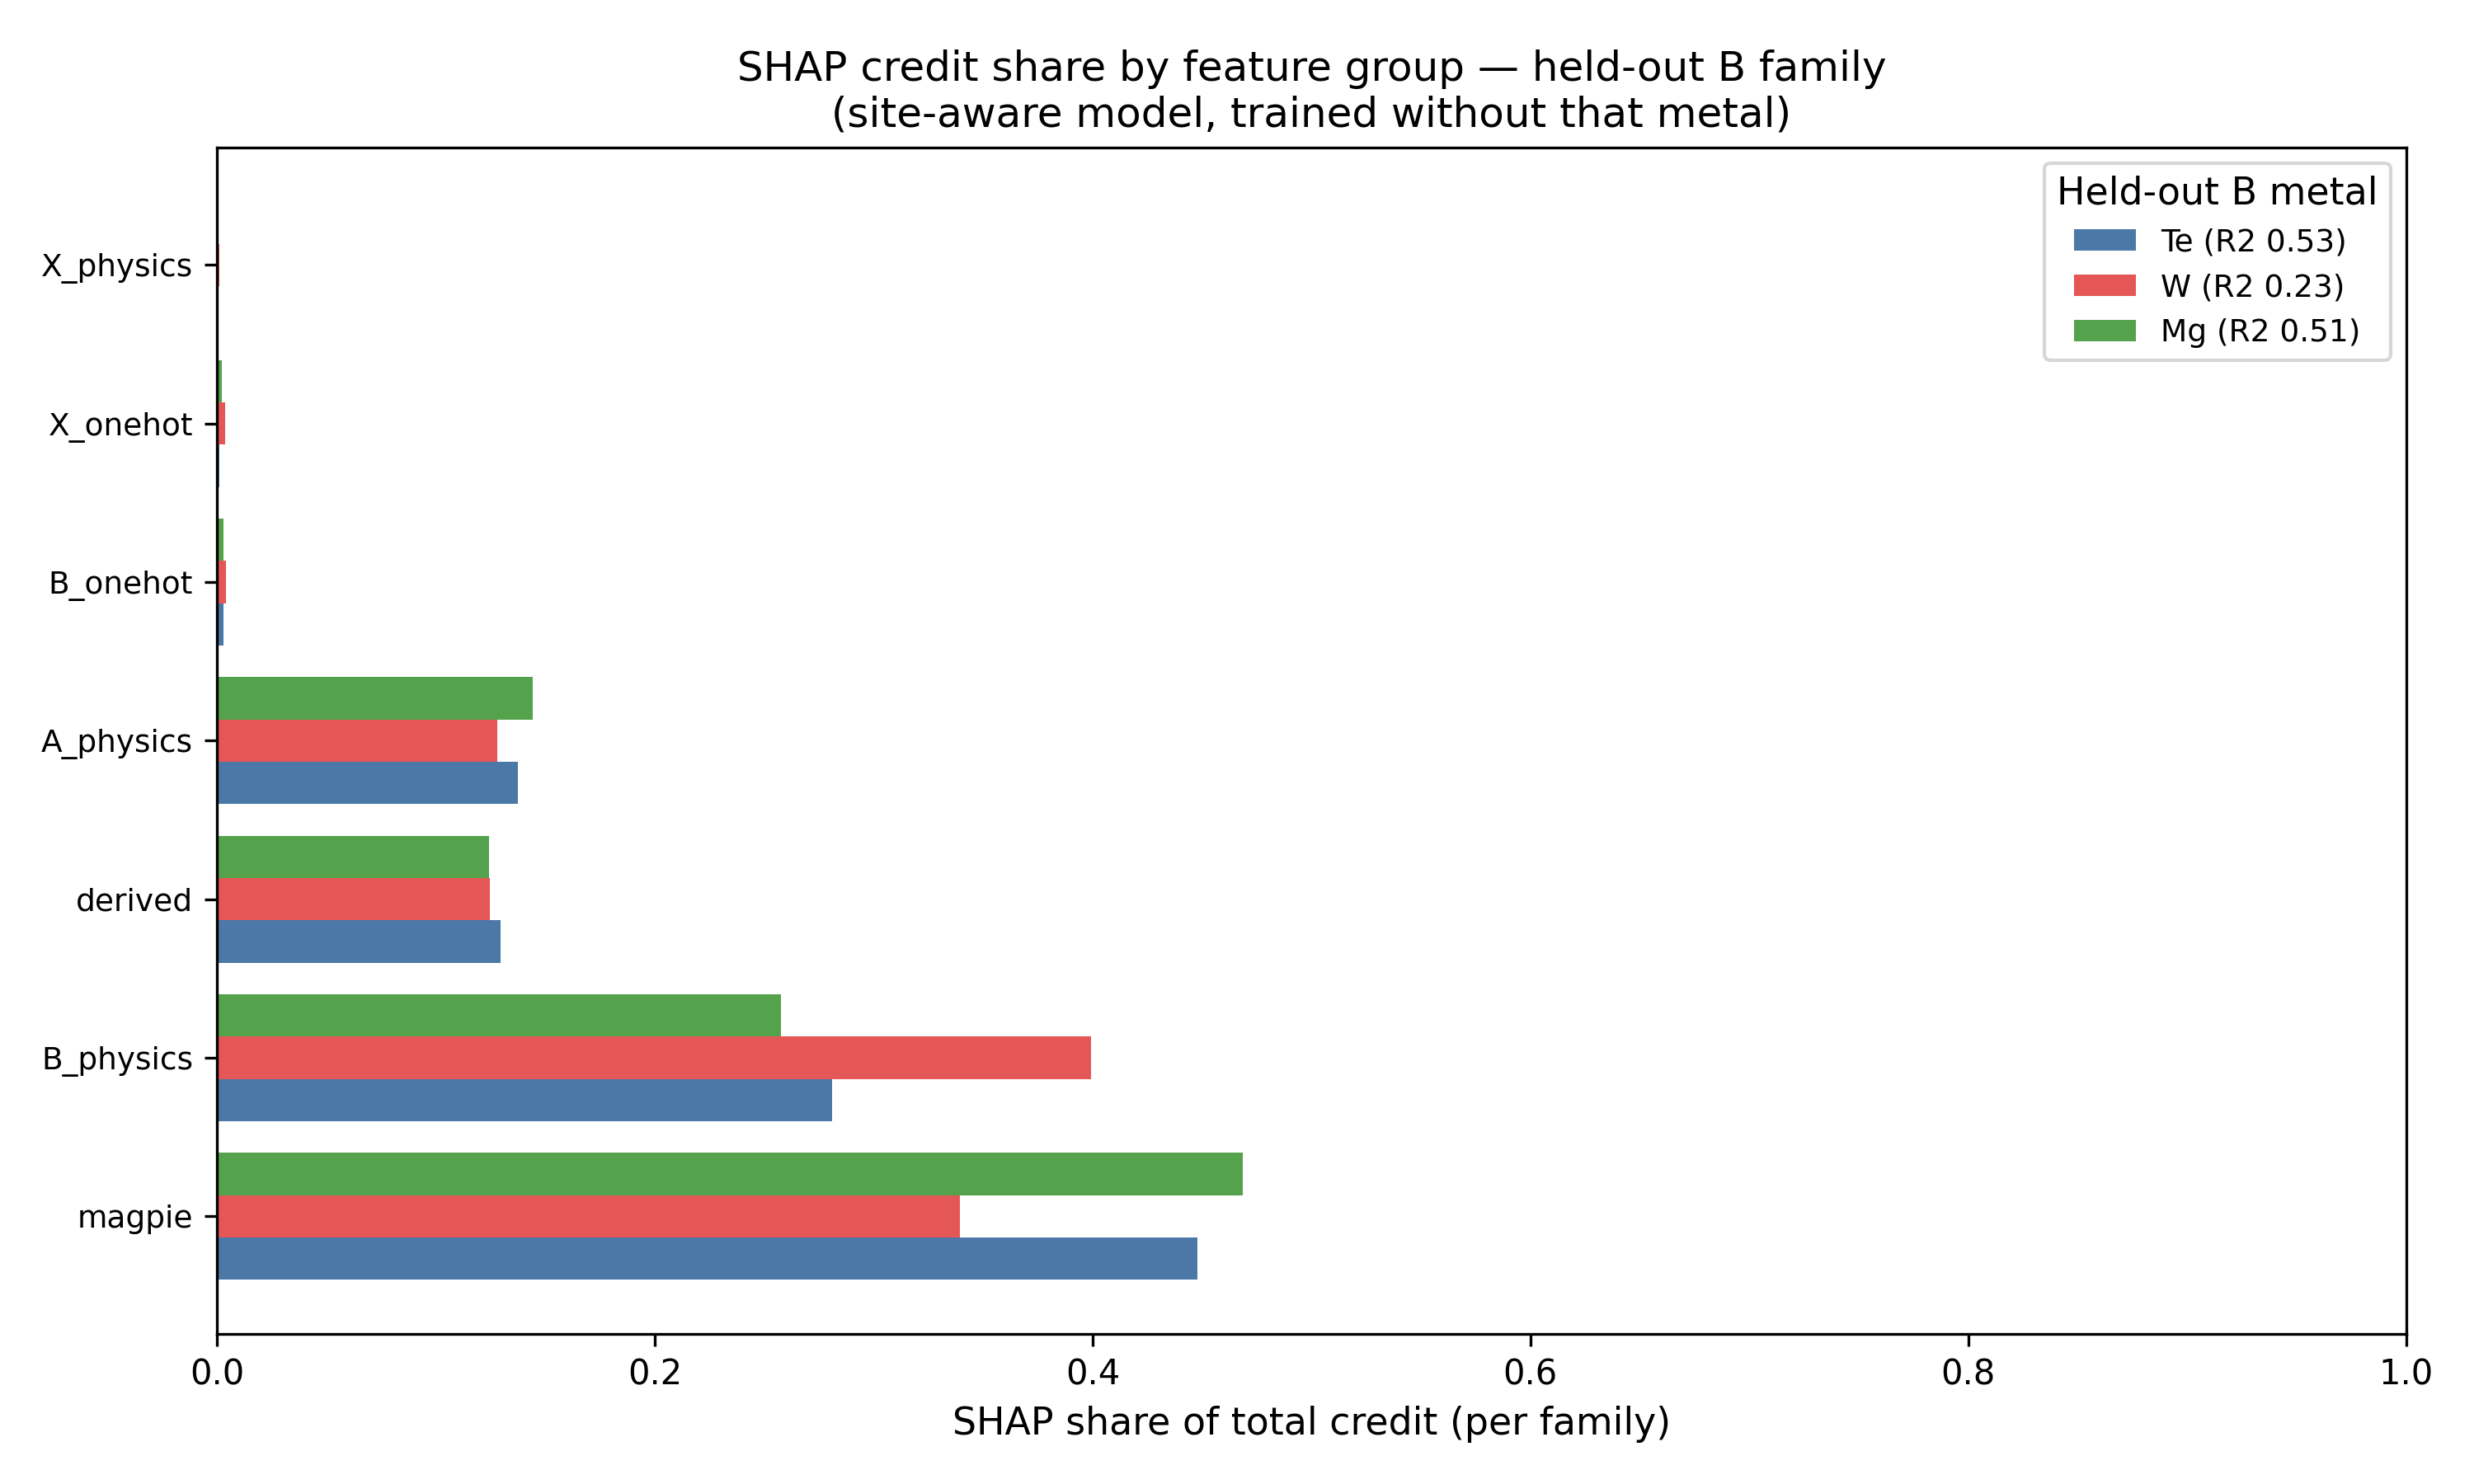 SHAP credit share by feature group — held-out B family
(site-aware model, trained without that metal)
Held-out B metal
Te (R2 0.53)
W (R2 0.23)
Mg (R2 0.51)
X_physics
X_onehot
B_onehot
A_physics
derived
B_physics
magpie
0.0 0.2 0.4 0.6 0.8 1.0
SHAP share of total credit (per family)